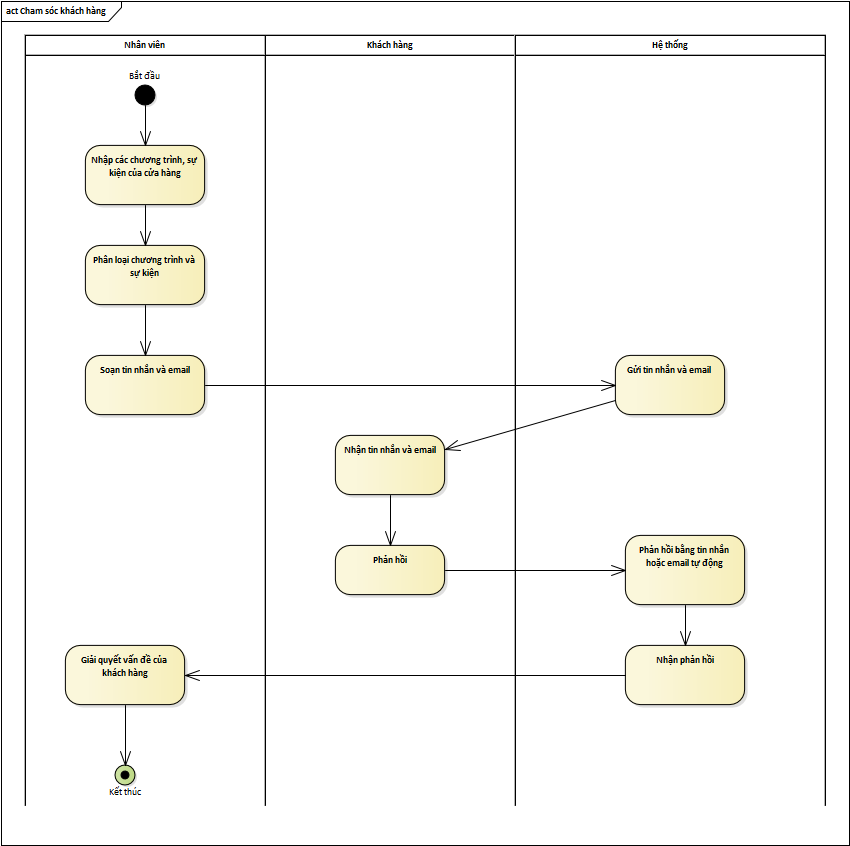 act Cham sóc khách hàng
Nhân viên
Khách hàng
Hệ thống
Bắt đầu
Nhập các chương trình, sự
kiện của cửa hàng
Phân loại chương trình và
sự kiện
Soạn tin nhắn và email
Gửi tin nhắn và email
Nhận tin nhắn và email
Phản hồi
Phản hồi bằng tin nhắn
hoặc email tự động
Giải quyết vấn đề của
khách hàng
Nhận phản hồi
Kết thúc